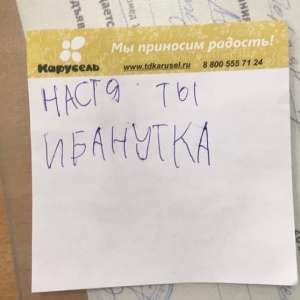 Мы приносим радость!
Карусель
www.tdkarusel.ru 8 800 555 71 24
НАСТЯ ТЫ
ИБАНУТКА